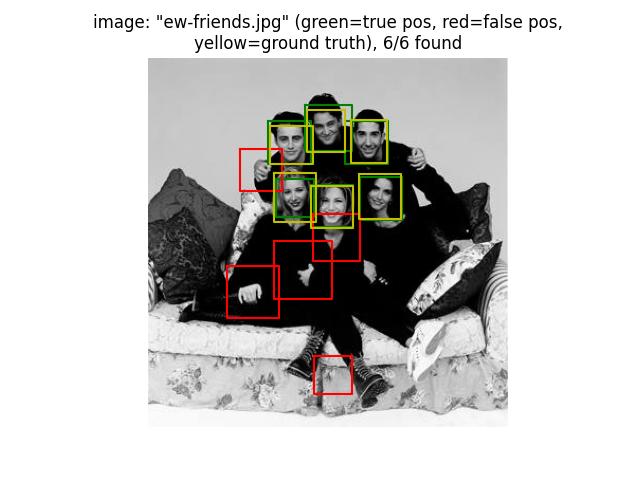 image: "ew-friends.jpg" (green=true pos, red=false pos,
yellow=ground truth), 6/6 found